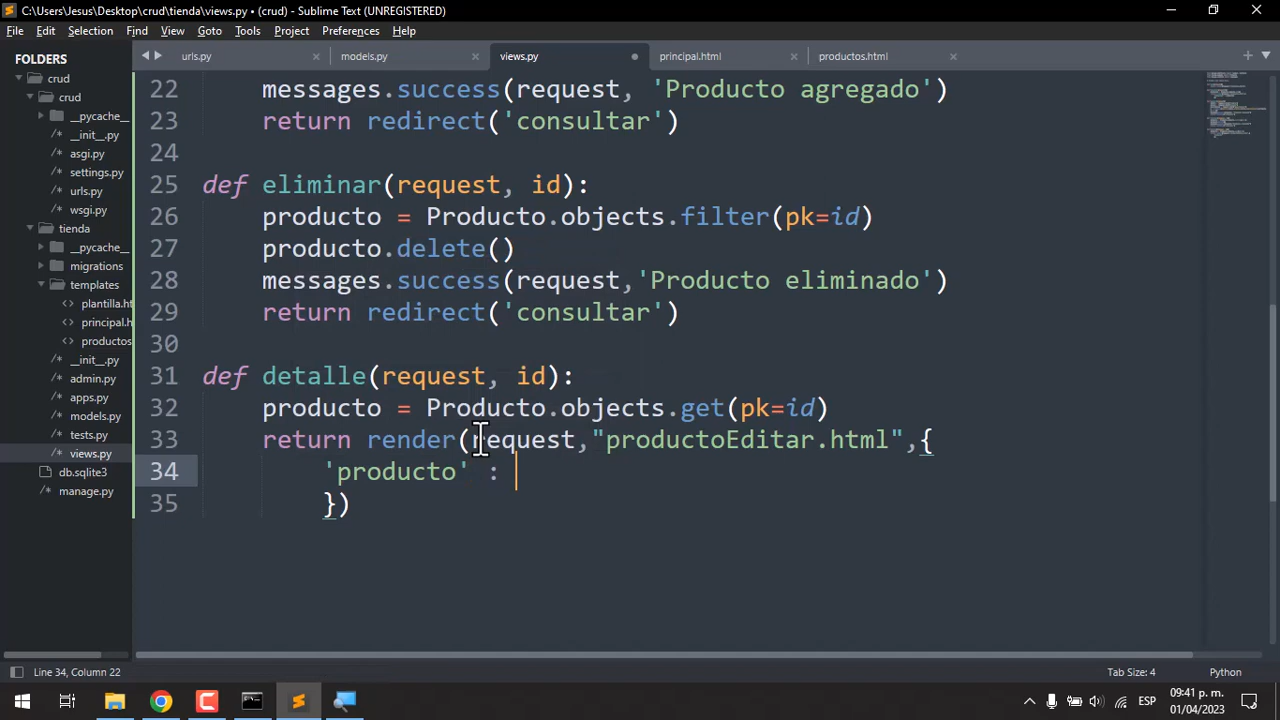 C:\Users\Jesus\Desktop\crud\tienda\views.py • (crud) - Sublime Text (UNREGISTERED)
File Edit Selection Find View Goto Tools Project Preferences Help
FOLDERS
urls.py models.py views.py principal.html productos.html
crud
crud
__pycache__
__init__.py
asgi.py
settings.py
urls.py
wsgi.py
tienda
__pycache__
migrations
templates
plantilla.ht
principal.h
productos
__init__.py
admin.py
apps.py
models.py
tests.py
views.py
db.sqlite3
manage.py
22 messages.success(request, 'Producto agregado')
23 return redirect('consultar')
24
25 def eliminar(request, id):
26 producto = Producto.objects.filter(pk=id)
27 producto.delete()
28 messages.success(request,'Producto eliminado')
29 return redirect('consultar')
30
31 def detalle(request, id):
32 producto = Producto.objects.get(pk=id)
33 return render(request,"productoEditar.html",{
34 'producto' :
35 })
Line 34, Column 22 Tab Size: 4 Python
ESP 09:41 p. m.
01/04/2023